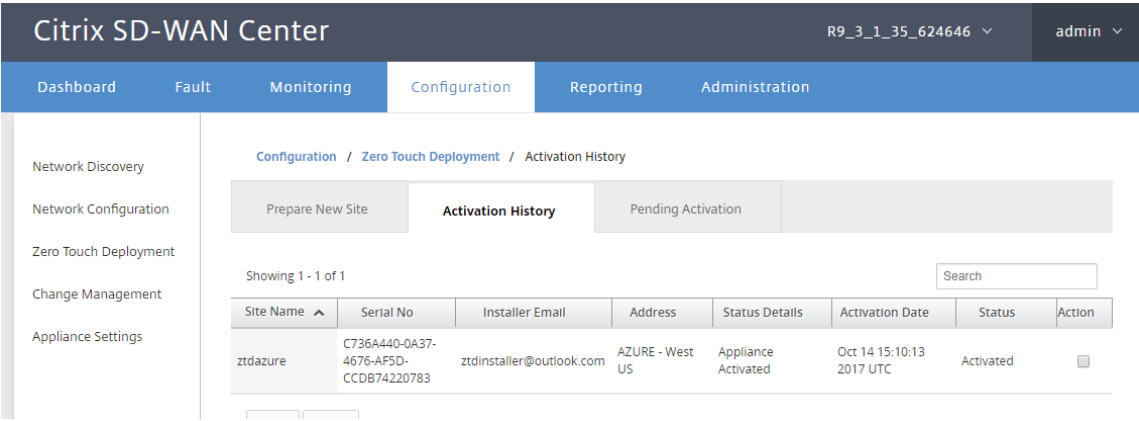 Citrix SD-WAN Center
R9_3_1_35_624646
admin
Dashboard Fault Monitoring Configuration Reporting Administration
Network Discovery
Network Configuration
Zero Touch Deployment
Change Management
Appliance Settings
Configuration / Zero Touch Deployment / Activation History
Prepare New Site Activation History Pending Activation
Showing 1 - 1 of 1
Search
Site Name Serial No Installer Email Address Status Details Activation Date Status Action
ztdazure
C736A440-0A37-
4676-AF5D-
CCDB74220783
ztdinstaller@outlook.com
AZURE - West
US
Appliance
Activated
Oct 14 15:10:13
2017 UTC
Activated